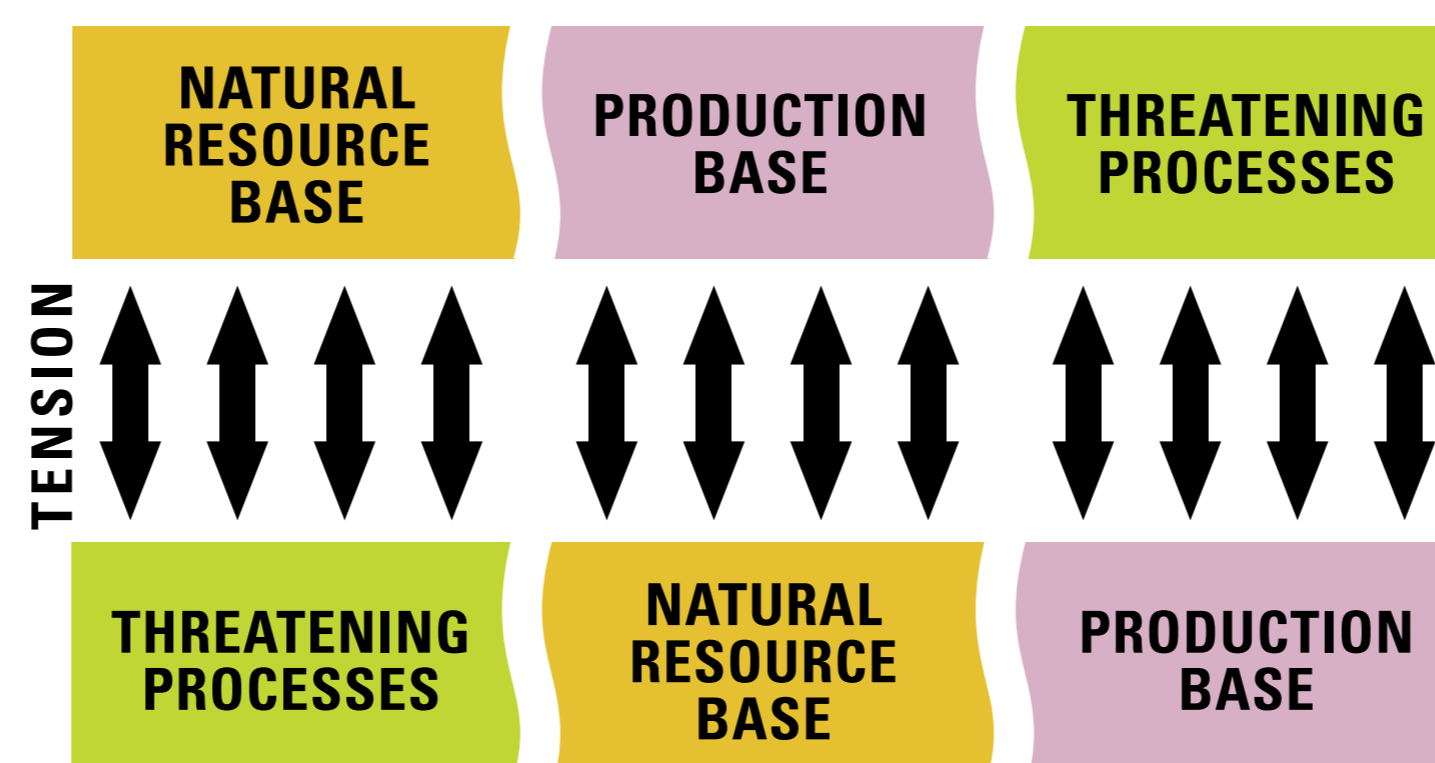 NATURAL
RESOURCE
BASE
PRODUCTION
BASE
THREATENING
PROCESSES
TENSION
THREATENING
PROCESSES
NATURAL
RESOURCE
BASE
PRODUCTION
BASE